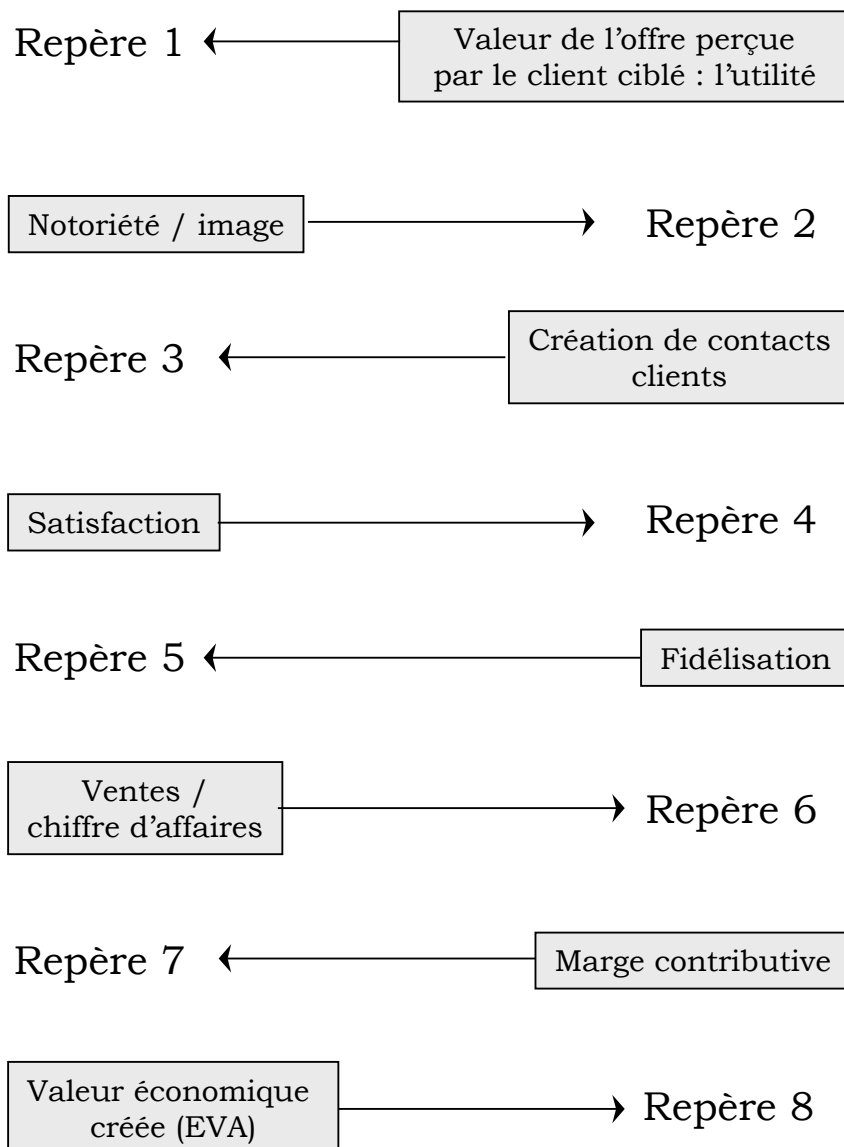 Repère 1
Valeur de l’offre perçue
par le client ciblé : l’utilité
Notoriété / image
Repère 2
Repère 3
Création de contacts
clients
Satisfaction
Repère 4
Repère 5
Fidélisation
Ventes /
chiffre d’affaires
Repère 6
Repère 7
Marge contributive
Valeur économique
créée (EVA)
Repère 8